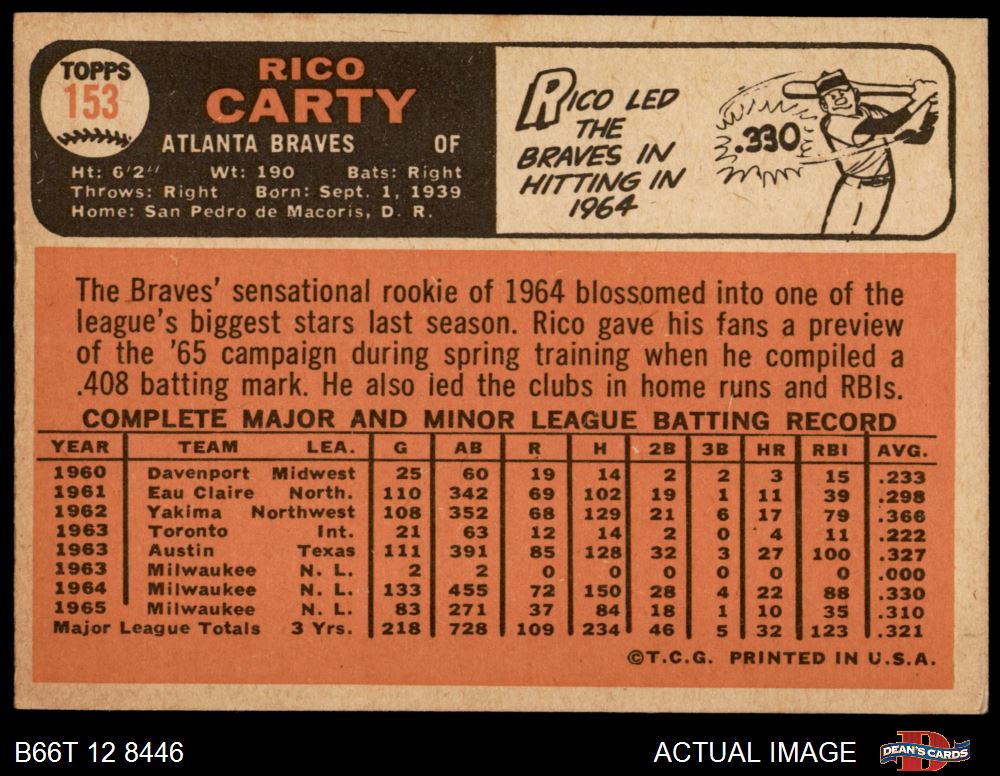 TOPPS
153
RICO
CARTY
ATLANTA BRAVES OF
Ht: 6'2" Wt: 190 Bats: Right
Throws: Right Born: Sept. 1, 1939
Home: San Pedro de Macoris, D. R.
RICO LED
THE
BRAVES IN
HITTING IN
1964
.330
The Braves' sensational rookie of 1964 blossomed into one of the
league's biggest stars last season. Rico gave his fans a preview
of the '65 campaign during spring training when he compiled a
.408 batting mark. He also led the clubs in home runs and RBIs.
COMPLETE MAJOR AND MINOR LEAGUE BATTING RECORD
YEAR TEAM LEA. G AB R H 2B 3B HR RBI AVG.
1960 Davenport Midwest 25 60 19 14 2 2 3 15 .233
1961 Eau Claire North. 110 342 69 102 19 1 11 39 .298
1962 Yakima Northwest 108 352 68 129 21 6 17 79 .366
1963 Toronto Int. 21 63 12 14 2 0 4 11 .222
1963 Austin Texas 111 391 85 128 32 3 27 100 .327
1963 Milwaukee N. L. 2 2 0 0 0 0 0 0 .000
1964 Milwaukee N. L. 133 455 72 150 28 4 22 88 .330
1965 Milwaukee N. L. 83 271 37 84 18 1 10 35 .310
Major League Totals 3 Yrs. 218 728 109 234 46 5 32 123 .321
©T.C.G. PRINTED IN U.S.A.
B66T 12 8446
ACTUAL IMAGE
D
DEAN'S CARDS